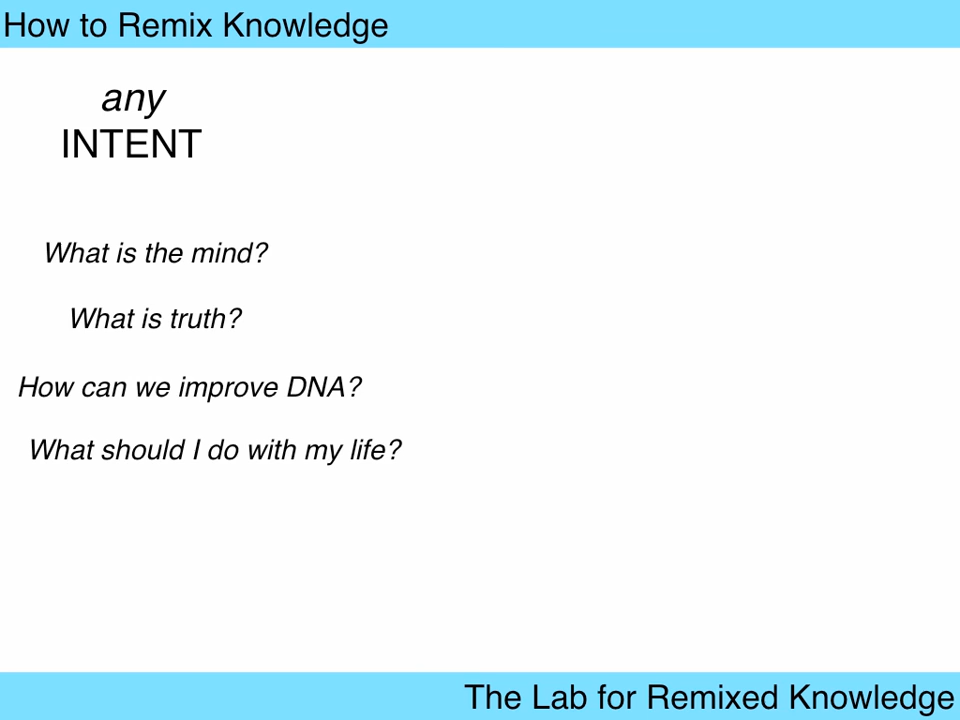 How to Remix Knowledge
any
INTENT
What is the mind?
What is truth?
How can we improve DNA?
What should I do with my life?
The Lab for Remixed Knowledge